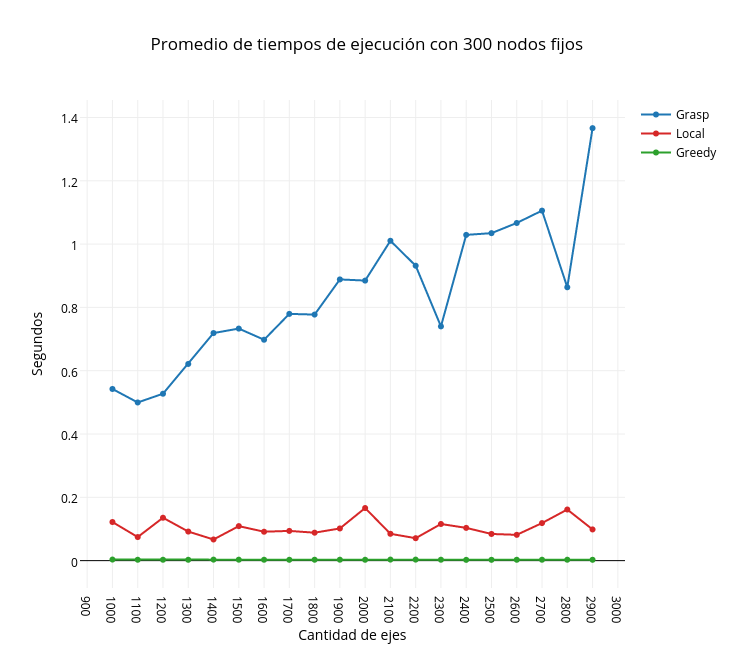 Promedio de tiempos de ejecución con 300 nodos fijos
Grasp
Local
Greedy
1.4
1.2
1
0.8
0.6
0.4
0.2
0
Segundos
900 1000 1100 1200 1300 1400 1500 1600 1700 1800 1900 2000 2100 2200 2300 2400 2500 2600 2700 2800 2900 3000
Cantidad de ejes